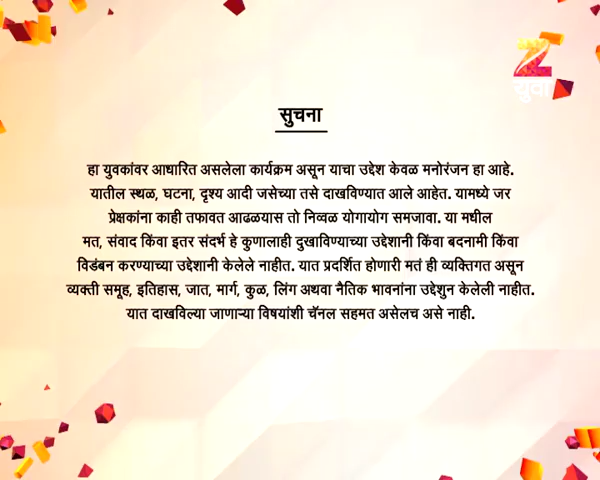 Z
युवा
सुचना
हा युवकांवर आधारित असलेला कार्यक्रम असून याचा उद्देश केवळ मनोरंजन हा आहे.
यातील स्थळ, घटना, दृश्य आदी जसेच्या तसे दाखविण्यात आले आहेत. यामध्ये जर
प्रेक्षकांना काही तफावत आढळयास तो निव्वळ योगायोग समजावा. या मधील
मत, संवाद किंवा इतर संदर्भ हे कुणालाही दुखाविण्याच्या उद्देशानी किंवा बदनामी किंवा
विडंबन करण्याच्या उद्देशानी केलेले नाहीत. यात प्रदर्शित होणारी मतं ही व्यक्तिगत असून
व्यक्ती समूह, इतिहास, जात, मार्ग, कुळ, लिंग अथवा नैतिक भावनांना उद्देशुन केलेली नाहीत.
यात दाखविल्या जाणाऱ्या विषयांशी चॅनल सहमत असेलच असे नाही.